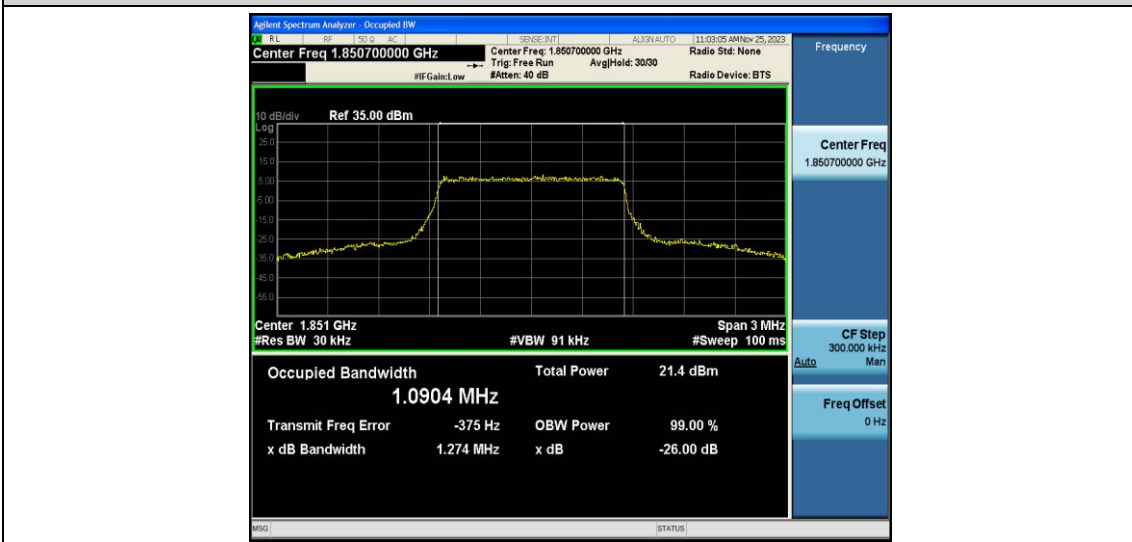 Agilent Spectrum Analyzer - Occupied BW
RL RF 50 Ω AC SENSE:INT ALIGN AUTO 11:03:05 AM Nov 25, 2023
Center Freq 1.850700000 GHz Center Freq: 1.850700000 GHz Radio Std: None
Trig: Free Run Avg|Hold: 30/30
#IFGain:Low #Atten: 40 dB Radio Device: BTS
Frequency
10 dB/div Ref 35.00 dBm
Log
25.0
15.0
5.00
-5.00
-15.0
-25.0
-35.0
-45.0
-55.0
Center 1.851 GHz Span 3 MHz
#Res BW 30 kHz #VBW 91 kHz #Sweep 100 ms
Occupied Bandwidth Total Power 21.4 dBm
1.0904 MHz
Transmit Freq Error -375 Hz OBW Power 99.00 %
x dB Bandwidth 1.274 MHz x dB -26.00 dB
Center Freq
1.850700000 GHz
CF Step
300.000 kHz
Auto Man
Freq Offset
0 Hz
MSG STATUS